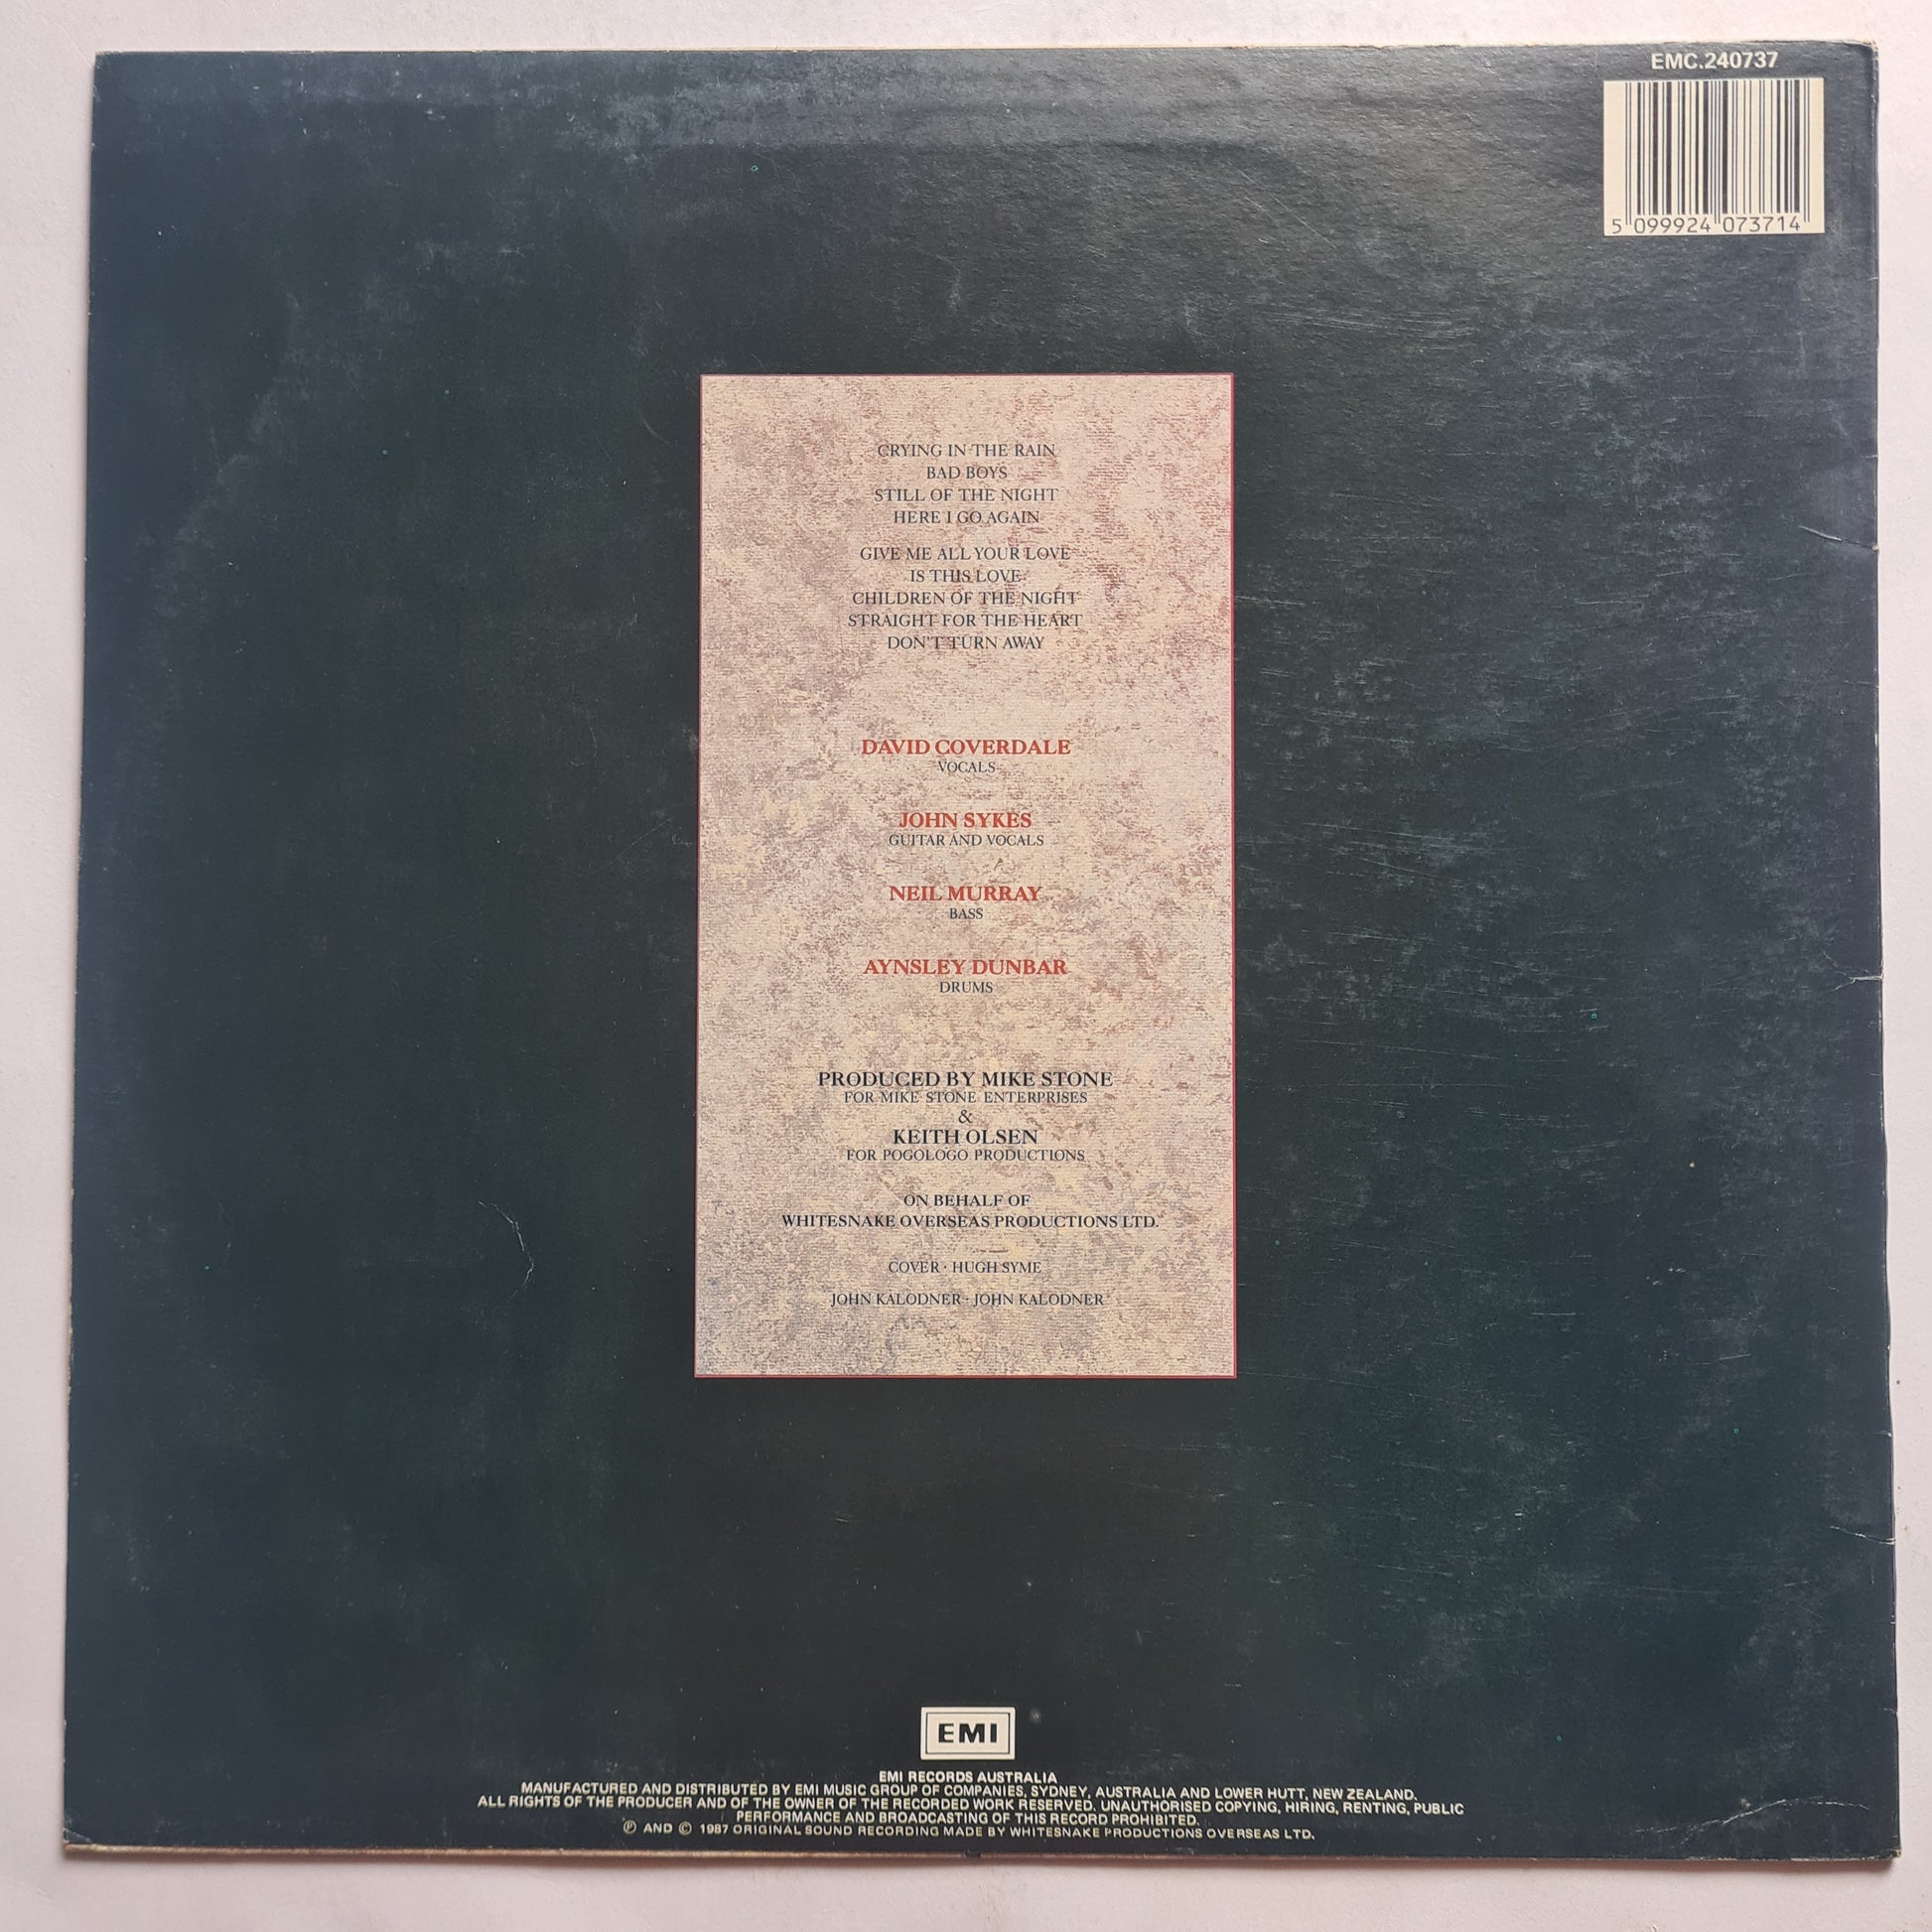 EMC.240737
5 099924 073714
CRYING IN THE RAIN
BAD BOYS
STILL OF THE NIGHT
HERE I GO AGAIN
GIVE ME ALL YOUR LOVE
IS THIS LOVE
CHILDREN OF THE NIGHT
STRAIGHT FOR THE HEART
DON'T TURN AWAY
DAVID COVERDALE
VOCALS
JOHN SYKES
GUITAR AND VOCALS
NEIL MURRAY
BASS
AYNSLEY DUNBAR
DRUMS
PRODUCED BY MIKE STONE
FOR MIKE STONE ENTERPRISES
&
KEITH OLSEN
FOR POGOLOGO PRODUCTIONS
ON BEHALF OF
WHITESNAKE OVERSEAS PRODUCTIONS LTD.
COVER · HUGH SYME
JOHN KALODNER · JOHN KALODNER
EMI
EMI RECORDS AUSTRALIA
MANUFACTURED AND DISTRIBUTED BY EMI MUSIC GROUP OF COMPANIES, SYDNEY, AUSTRALIA AND LOWER HUTT, NEW ZEALAND.
ALL RIGHTS OF THE PRODUCER AND OF THE OWNER OF THE RECORDED WORK RESERVED. UNAUTHORISED COPYING, HIRING, RENTING, PUBLIC
PERFORMANCE AND BROADCASTING OF THIS RECORD PROHIBITED.
℗ AND © 1987 ORIGINAL SOUND RECORDING MADE BY WHITESNAKE PRODUCTIONS OVERSEAS LTD.